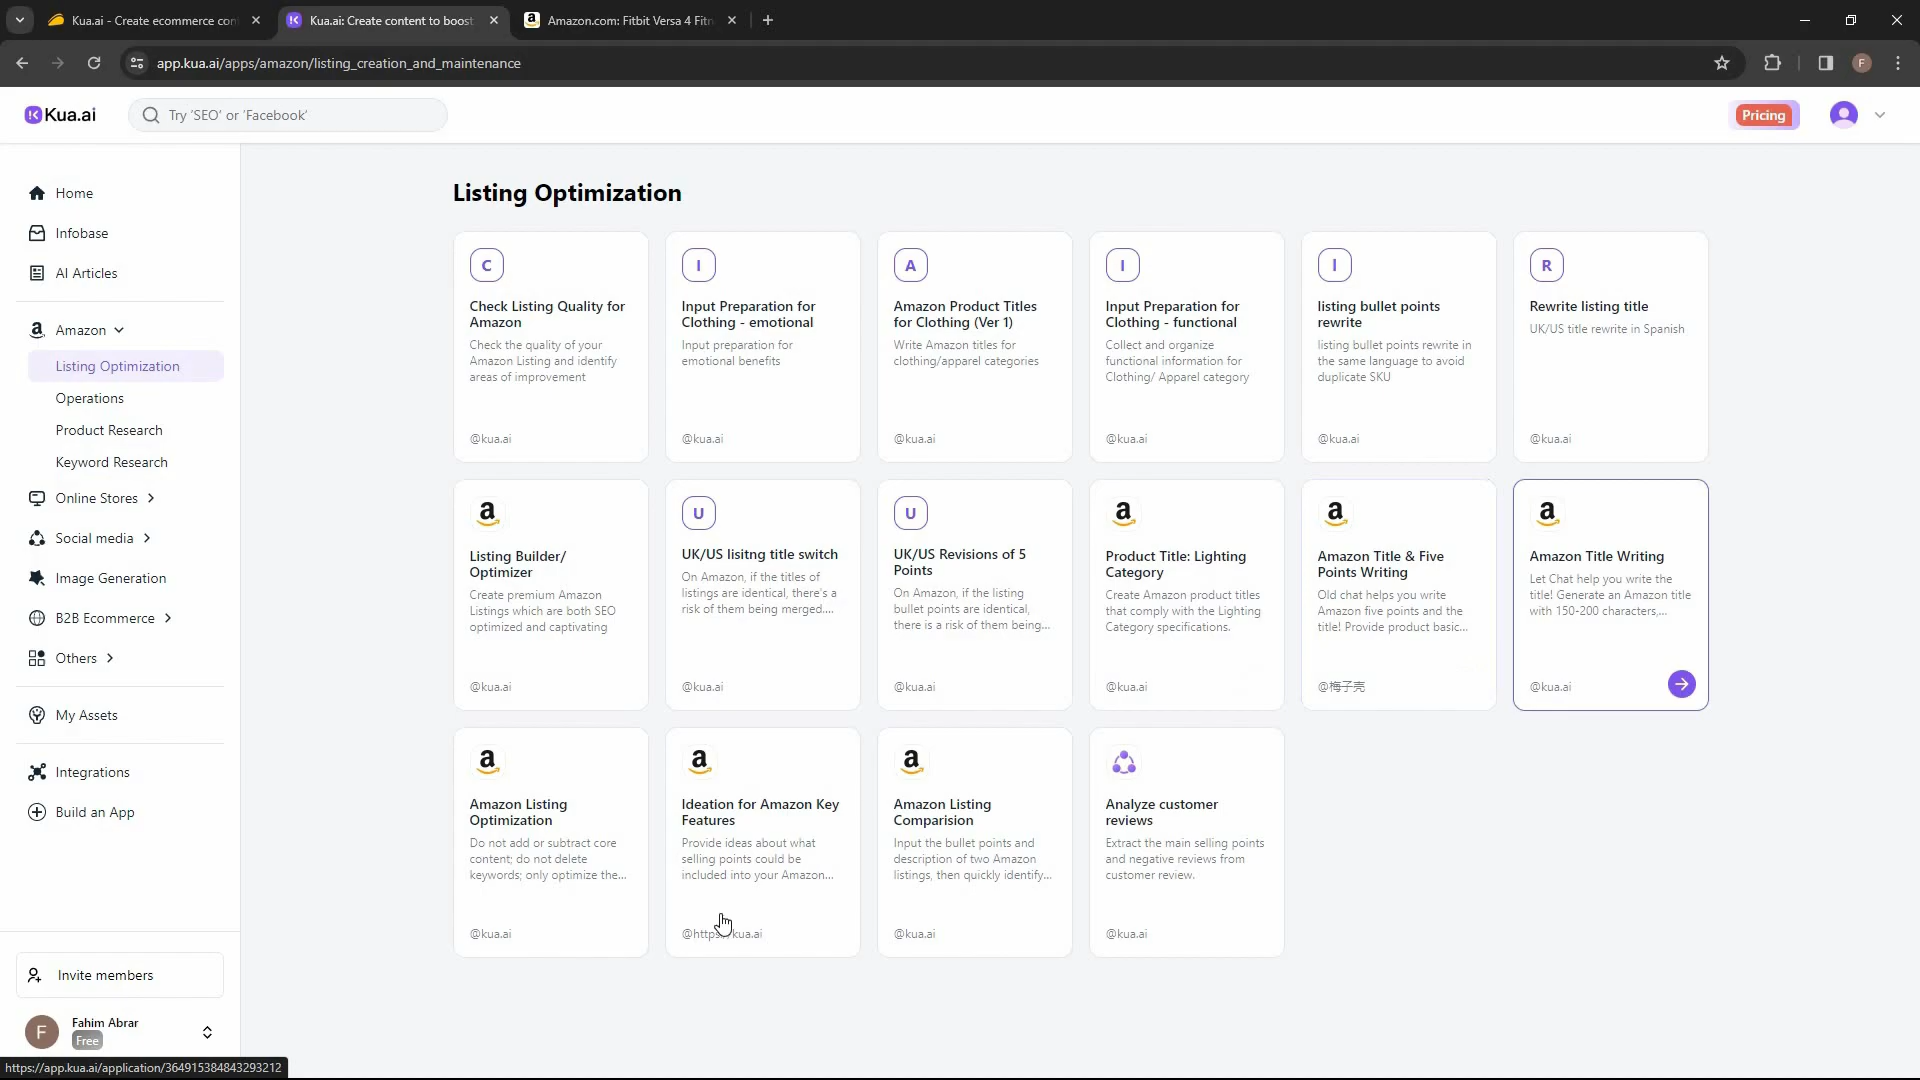 Kua.ai - Create ecommerce con
Kua.ai: Create content to boost
Amazon.com: Fitbit Versa 4 Fitn
app.kua.ai/apps/amazon/listing_creation_and_maintenance
F
Kua.ai
Try 'SEO' or 'Facebook'
Pricing
Home
Infobase
AI Articles
Amazon
Listing Optimization
Operations
Product Research
Keyword Research
Online Stores
Social media
Image Generation
B2B Ecommerce
Others
My Assets
Integrations
Build an App
Invite members
F
Fahim Abrar
Free
https://app.kua.ai/application/364915384843293212
Listing Optimization
C
Check Listing Quality for
Amazon
Check the quality of your
Amazon Listing and identify
areas of improvement
@kua.ai
I
Input Preparation for
Clothing - emotional
Input preparation for
emotional benefits
@kua.ai
A
Amazon Product Titles
for Clothing (Ver 1)
Write Amazon titles for
clothing/apparel categories
@kua.ai
I
Input Preparation for
Clothing - functional
Collect and organize
functional information for
Clothing/ Apparel category
@kua.ai
l
listing bullet points
rewrite
listing bullet points rewrite in
the same language to avoid
duplicate SKU
@kua.ai
R
Rewrite listing title
UK/US title rewrite in Spanish
@kua.ai
Listing Builder/
Optimizer
Create premium Amazon
Listings which are both SEO
optimized and captivating
@kua.ai
U
UK/US lisitng title switch
On Amazon, if the titles of
listings are identical, there's a
risk of them being merged....
@kua.ai
U
UK/US Revisions of 5
Points
On Amazon, if the listing
bullet points are identical,
there is a risk of them being...
@kua.ai
Product Title: Lighting
Category
Create Amazon product titles
that comply with the Lighting
Category specifications.
@kua.ai
Amazon Title & Five
Points Writing
Old chat helps you write
Amazon five points and the
title! Provide product basic...
@梅子壳
Amazon Title Writing
Let Chat help you write the
title! Generate an Amazon title
with 150-200 characters,...
@kua.ai
Amazon Listing
Optimization
Do not add or subtract core
content; do not delete
keywords; only optimize the...
@kua.ai
Ideation for Amazon Key
Features
Provide ideas about what
selling points could be
included into your Amazon...
@https://kua.ai
Amazon Listing
Comparision
Input the bullet points and
description of two Amazon
listings, then quickly identify...
@kua.ai
Analyze customer
reviews
Extract the main selling points
and negative reviews from
customer review.
@kua.ai